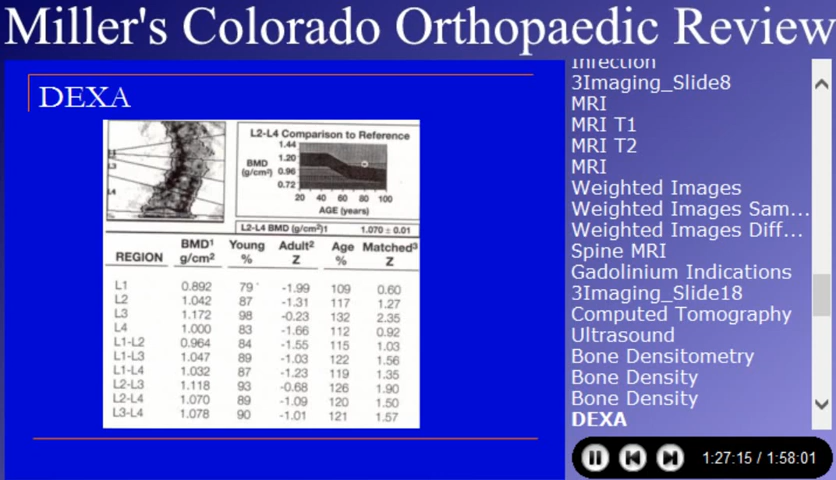 Miller's Colorado Orthopaedic Review
DEXA
L3
L4
L2-L4 Comparison to Reference
BMD
(g/cm²)
1.44
1.20
0.96
0.72
20 40 60 80 100
AGE (years)
L2-L4 BMD (g/cm²)1 1.070 ± 0.01
BMD¹ Young Adult² Age Matched³
REGION g/cm² % Z % Z
L1 0.892 79 -1.99 109 0.60
L2 1.042 87 -1.31 117 1.27
L3 1.172 98 -0.23 132 2.35
L4 1.000 83 -1.66 112 0.92
L1-L2 0.964 84 -1.55 115 1.03
L1-L3 1.047 89 -1.03 122 1.56
L1-L4 1.032 87 -1.23 119 1.35
L2-L3 1.118 93 -0.68 126 1.90
L2-L4 1.070 89 -1.09 120 1.50
L3-L4 1.078 90 -1.01 121 1.57
Infection
3Imaging_Slide8
MRI
MRI T1
MRI T2
MRI
Weighted Images
Weighted Images Sam...
Weighted Images Diff...
Spine MRI
Gadolinium Indications
3Imaging_Slide18
Computed Tomography
Ultrasound
Bone Densitometry
Bone Density
Bone Density
DEXA
1:27:15 / 1:58:01